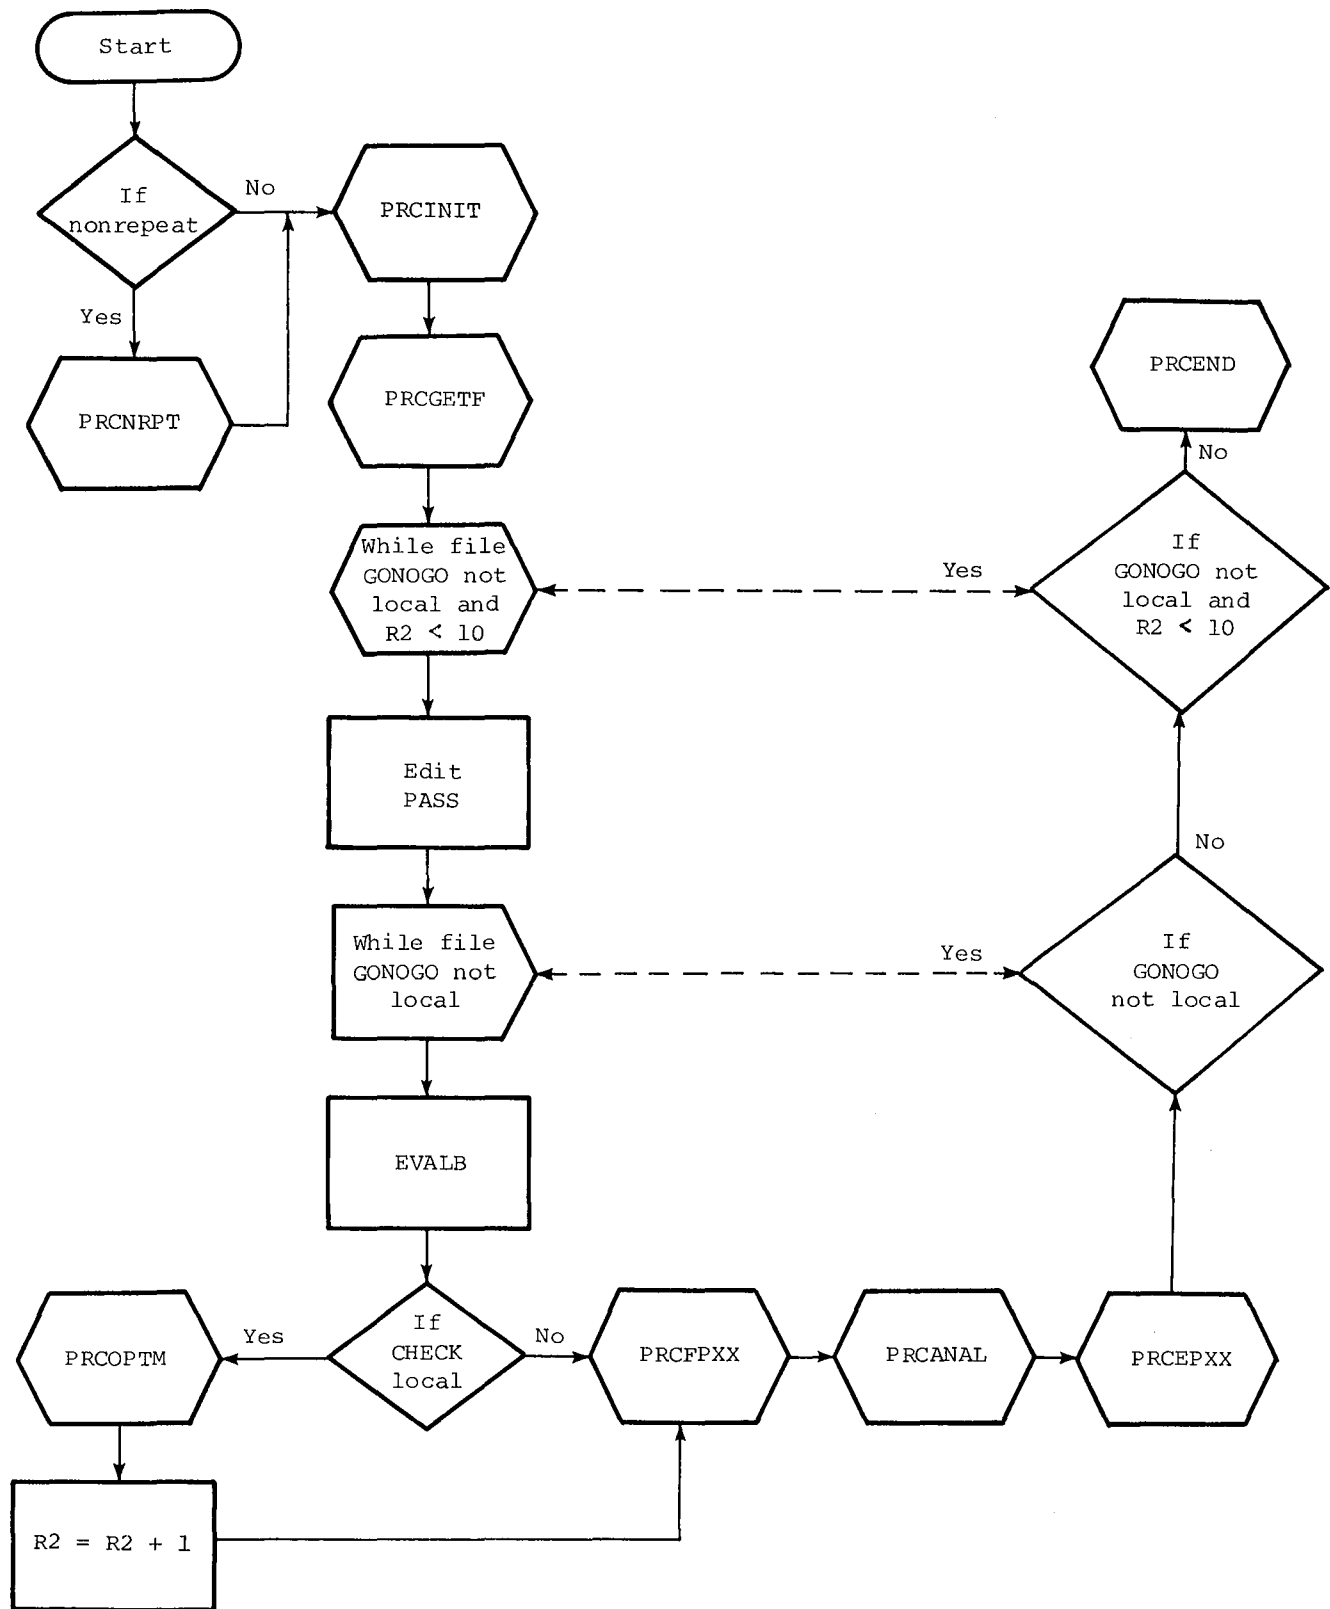 Start
If
nonrepeat
No
Yes
PRCNRPT
PRCINIT
PRCGETF
While file
GONOGO not
local and
R2 < 10
Edit
PASS
While file
GONOGO not
local
EVALB
If
CHECK
local
Yes
No
PRCOPTM
R2 = R2 + 1
PRCFPXX
PRCANAL
PRCEPXX
If
GONOGO
not local
Yes
No
If
GONOGO not
local and
R2 < 10
Yes
No
PRCEND